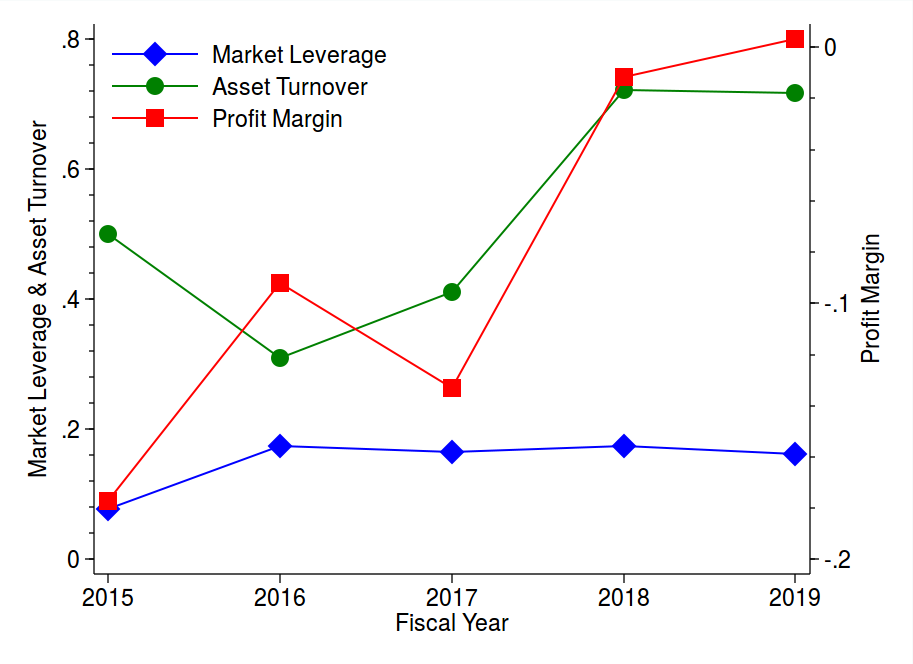 Market Leverage
Asset Turnover
Profit Margin
Market Leverage & Asset Turnover
.8
.6
.4
.2
0
0
-.1
-.2
Profit Margin
2015 2016 2017 2018 2019
Fiscal Year